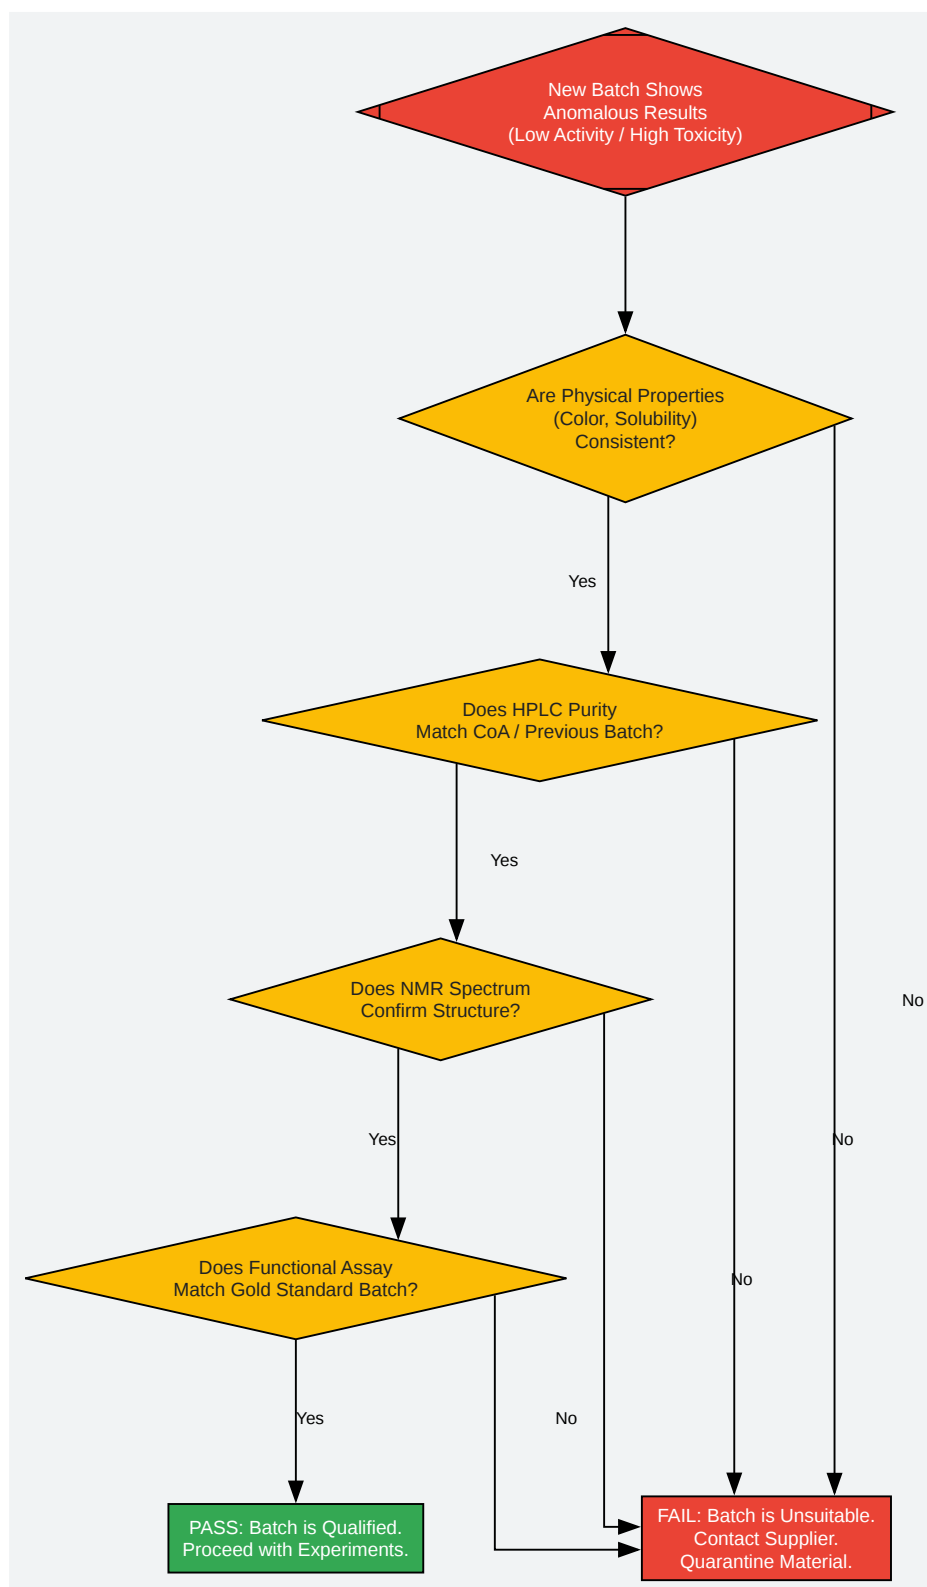 New Batch Shows
Anomalous Results
(Low Activity / High Toxicity)
Are Physical Properties
(Color, Solubility)
Consistent?
Yes
Does HPLC Purity
Match CoA / Previous Batch?
Yes
Does NMR Spectrum
Confirm Structure?
No
Yes
No
Does Functional Assay
Match Gold Standard Batch?
No
Yes
No
PASS: Batch is Qualified.
Proceed with Experiments.
FAIL: Batch is Unsuitable.
Contact Supplier.
Quarantine Material.